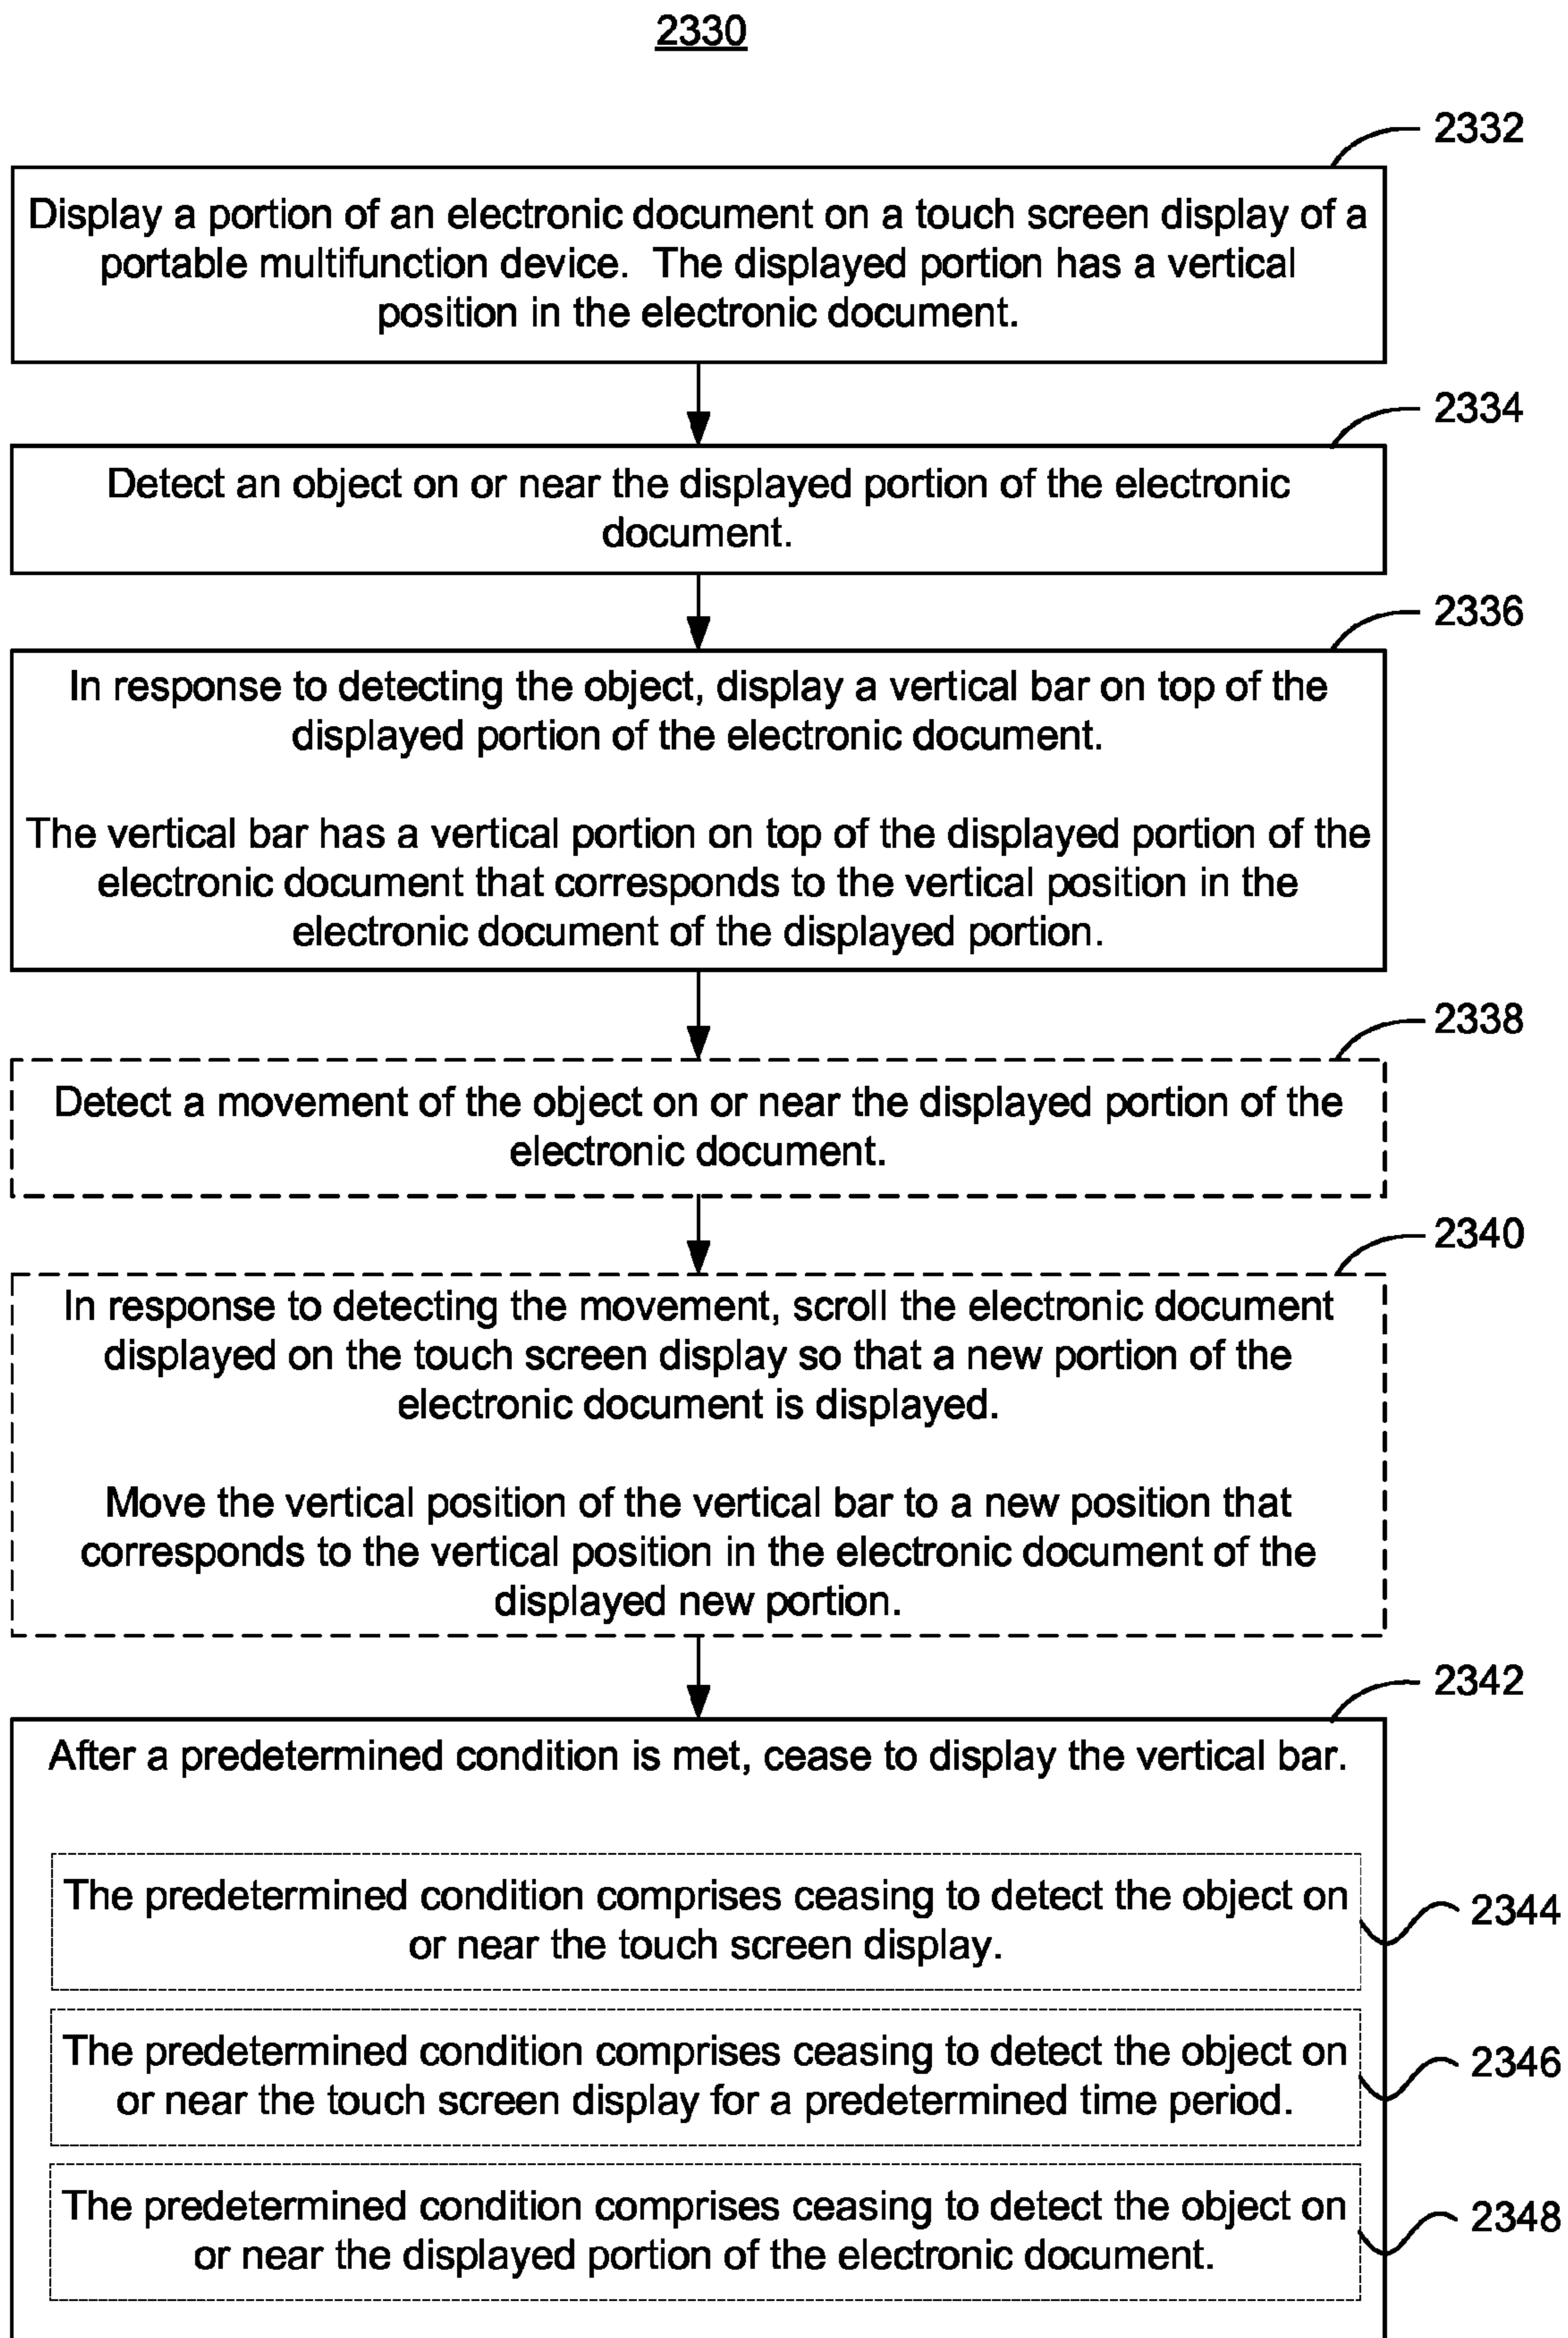 2330
2332
Display a portion of an electronic document on a touch screen display of a
portable multifunction device.  The displayed portion has a vertical
position in the electronic document.
2334
Detect an object on or near the displayed portion of the electronic
document.
2336
In response to detecting the object, display a vertical bar on top of the
displayed portion of the electronic document.
The vertical bar has a vertical portion on top of the displayed portion of the
electronic document that corresponds to the vertical position in the
electronic document of the displayed portion.
2338
Detect a movement of the object on or near the displayed portion of the
electronic document.
2340
In response to detecting the movement, scroll the electronic document
displayed on the touch screen display so that a new portion of the
electronic document is displayed.
Move the vertical position of the vertical bar to a new position that
corresponds to the vertical position in the electronic document of the
displayed new portion.
2342
After a predetermined condition is met, cease to display the vertical bar.
The predetermined condition comprises ceasing to detect the object on
or near the touch screen display.
2344
The predetermined condition comprises ceasing to detect the object on
or near the touch screen display for a predetermined time period.
2346
The predetermined condition comprises ceasing to detect the object on
or near the displayed portion of the electronic document.
2348